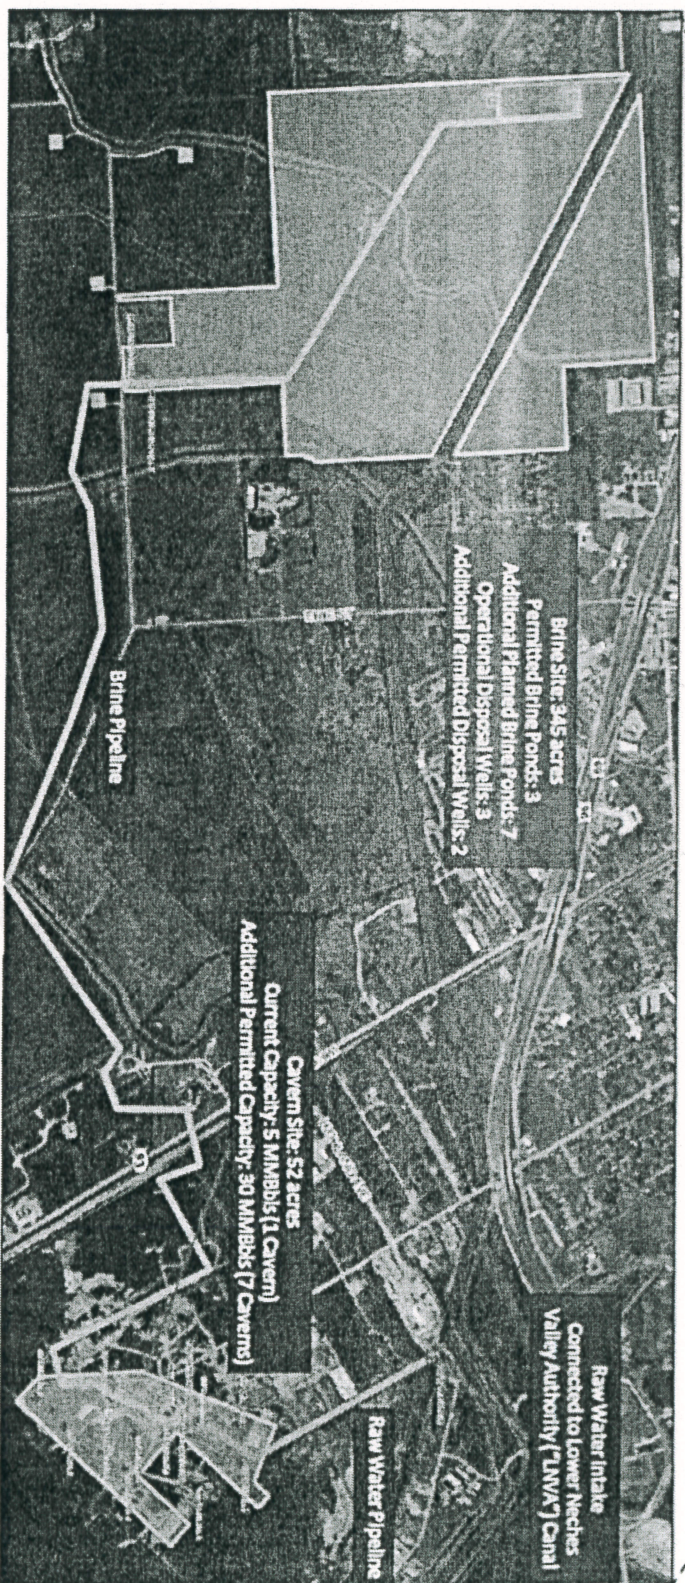 Raw Water Intake
Connected to Lower Neches
Valley Authority ("LNVA") Canal
Brine Site: 345 acres
Permitted Brine Ponds: 3
Additional Planned Brine Ponds: 7
Operational Disposal Wells: 3
Additional Permitted Disposal Wells: 2
Cavern Site: 52 acres
Current Capacity: 5 MMBbls (1 Cavern)
Additional Permitted Capacity: 30 MMBbls (7 Caverns)
Raw Water Pipeline
Brine Pipeline